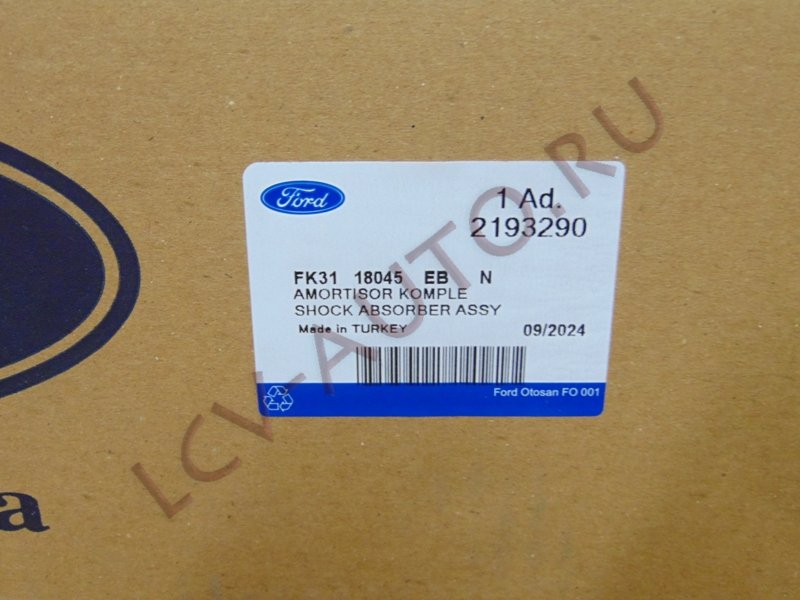 Ford
1 Ad.
2193290
FK31 18045 EB N
AMORTISOR KOMPLE
SHOCK ABSORBER ASSY
Made in TURKEY
09/2024
Ford Otosan FO 001
LCV-AUTO.RU
a